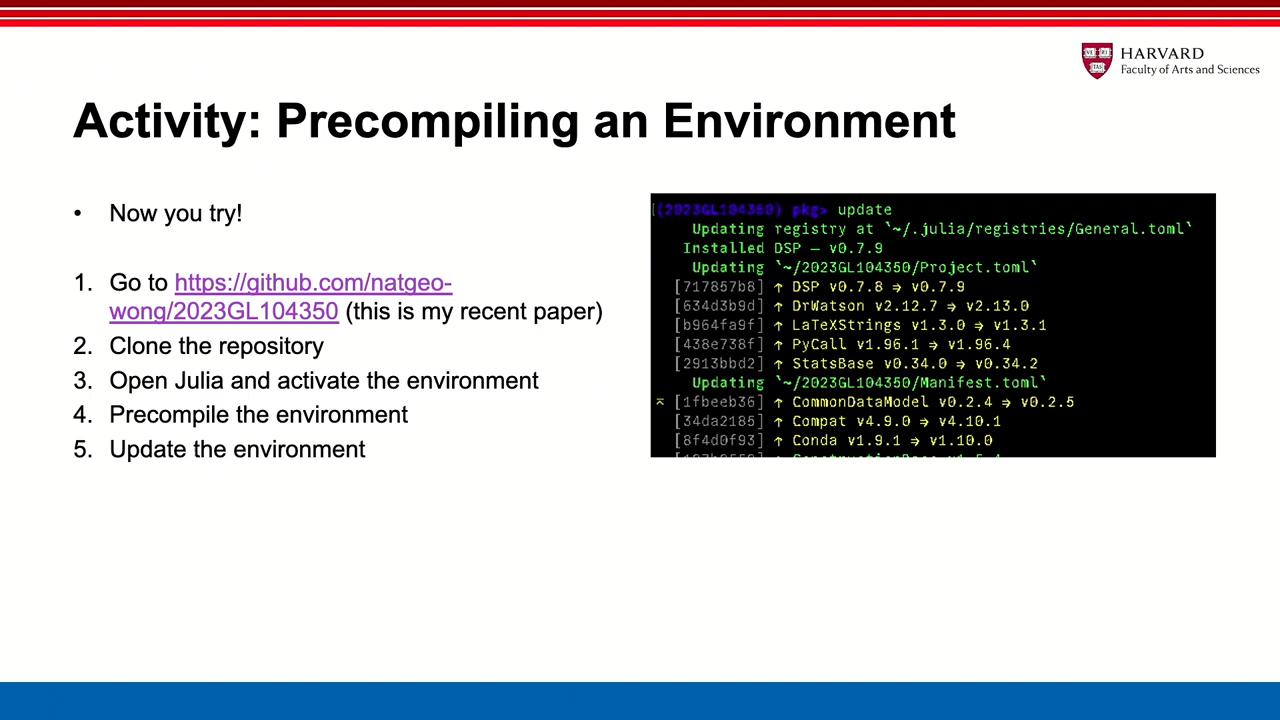 HARVARD
Faculty of Arts and Sciences
Activity: Precompiling an Environment
• Now you try!
1. Go to https://github.com/natgeo-
wong/2023GL104350 (this is my recent paper)
2. Clone the repository
3. Open Julia and activate the environment
4. Precompile the environment
5. Update the environment
(2023GL104350) pkg> update
Updating registry at `~/.julia/registries/General.toml`
Installed DSP — v0.7.9
Updating `~/2023GL104350/Project.toml`
[717857b8] ↑ DSP v0.7.8 ⇒ v0.7.9
[634d3b9d] ↑ DrWatson v2.12.7 ⇒ v2.13.0
[b964fa9f] ↑ LaTeXStrings v1.3.0 ⇒ v1.3.1
[438e738f] ↑ PyCall v1.96.1 ⇒ v1.96.4
[2913bbd2] ↑ StatsBase v0.34.0 ⇒ v0.34.2
Updating `~/2023GL104350/Manifest.toml`
⌅ [1fbeeb36] ↑ CommonDataModel v0.2.4 ⇒ v0.2.5
[34da2185] ↑ Compat v4.9.0 ⇒ v4.10.1
[8f4d0f93] ↑ Conda v1.9.1 ⇒ v1.10.0